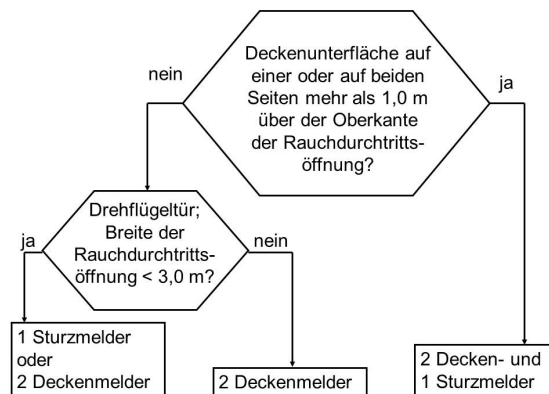 Deckenunterfläche auf
einer oder auf beiden
Seiten mehr als 1,0 m
über der Oberkante
der Rauchdurchtritts-
öffnung?
nein
ja
Drehflügeltür;
Breite der
Rauchdurchtritts-
öffnung < 3,0 m?
ja
nein
1 Sturzmelder
oder
2 Deckenmelder
2 Deckenmelder
2 Decken- und
1 Sturzmelder